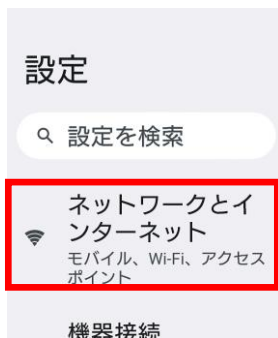 設定
設定を検索
ネットワークとイ
ンターネット
モバイル、Wi-Fi、アクセス
ポイント
機器接続